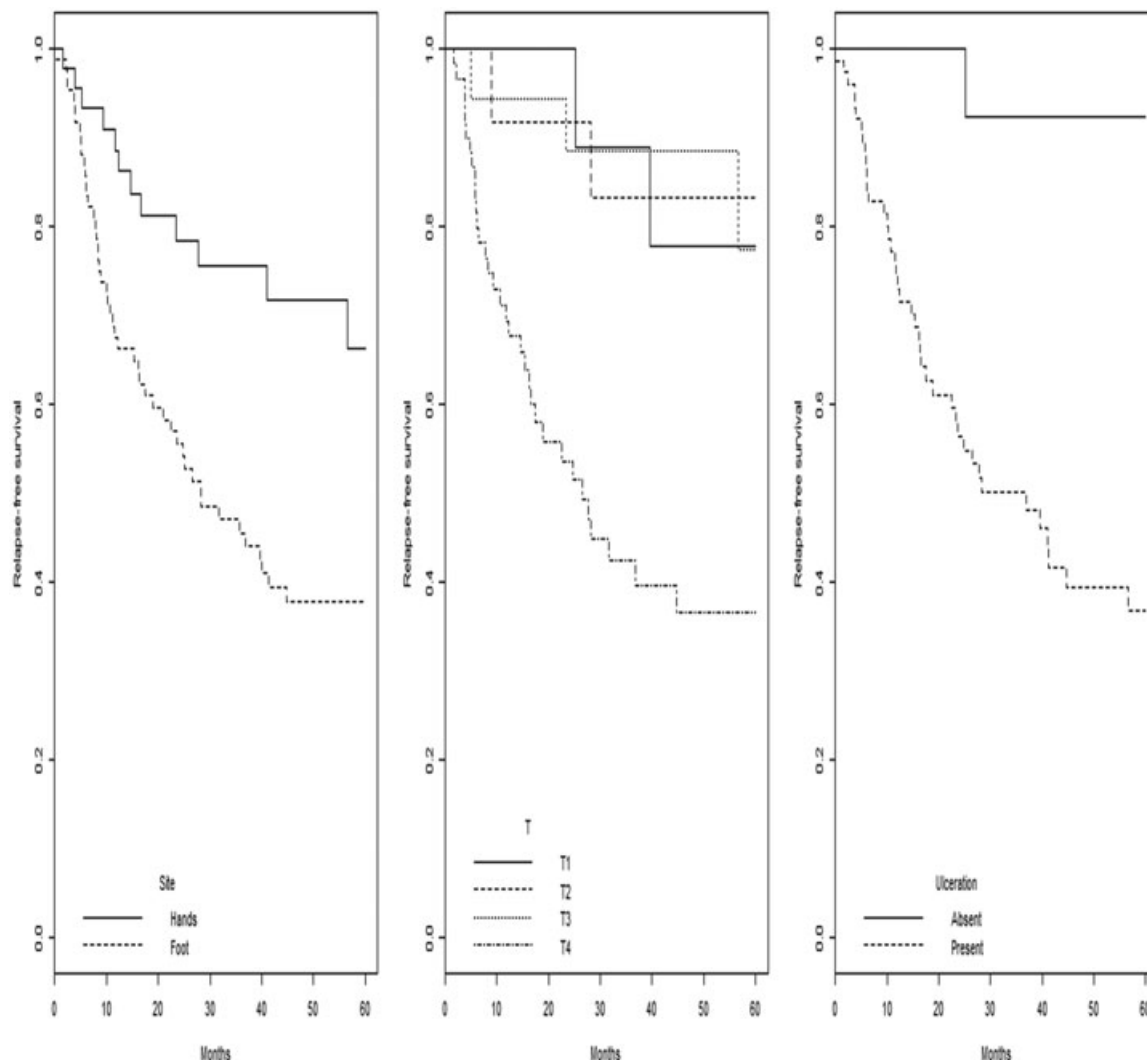 Relapse-free survival
1.0
0.8
0.6
0.4
0.2
0.0
Site
Hands
Foot
0 10 20 30 40 50 60
Months
Relapse-free survival
1.0
0.8
0.6
0.4
0.2
0.0
T
T1
T2
T3
T4
0 10 20 30 40 50 60
Months
Relapse-free survival
1.0
0.8
0.6
0.4
0.2
0.0
Ulceration
Absent
Present
0 10 20 30 40 50 60
Months